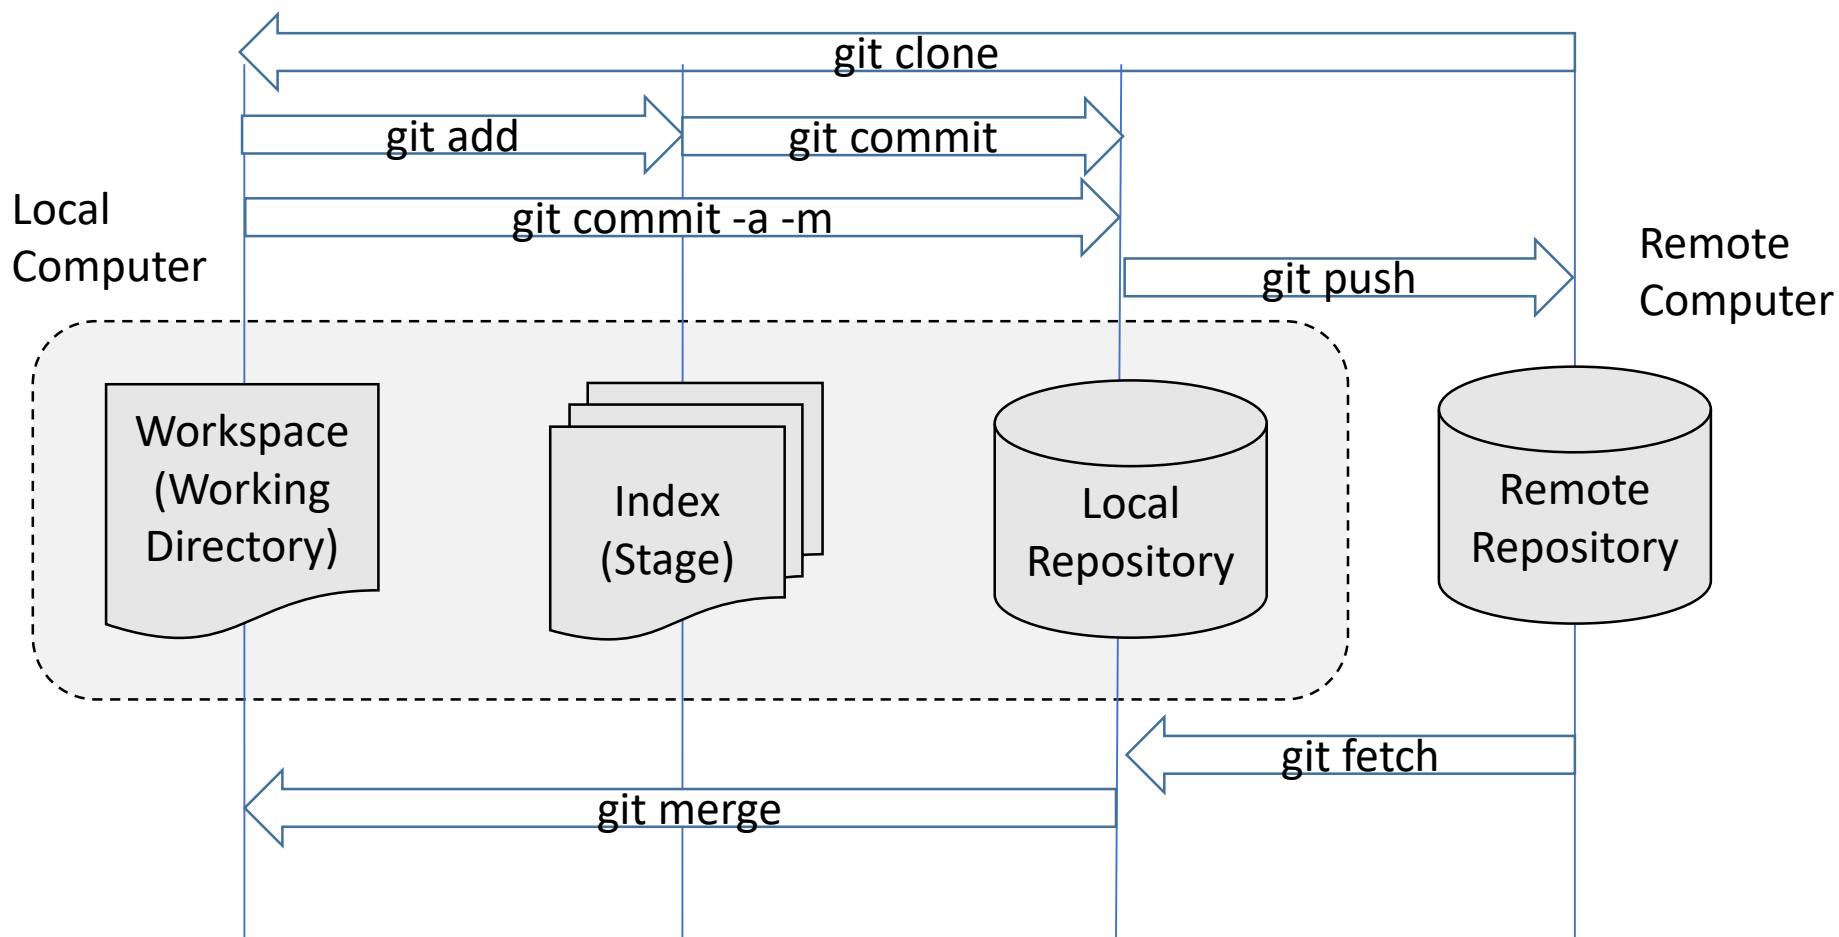 git clone
git add
git commit
git commit -a -m
Local
Computer
git push
Remote
Computer
Workspace
(Working
Directory)
Index
(Stage)
Local
Repository
Remote
Repository
git fetch
git merge